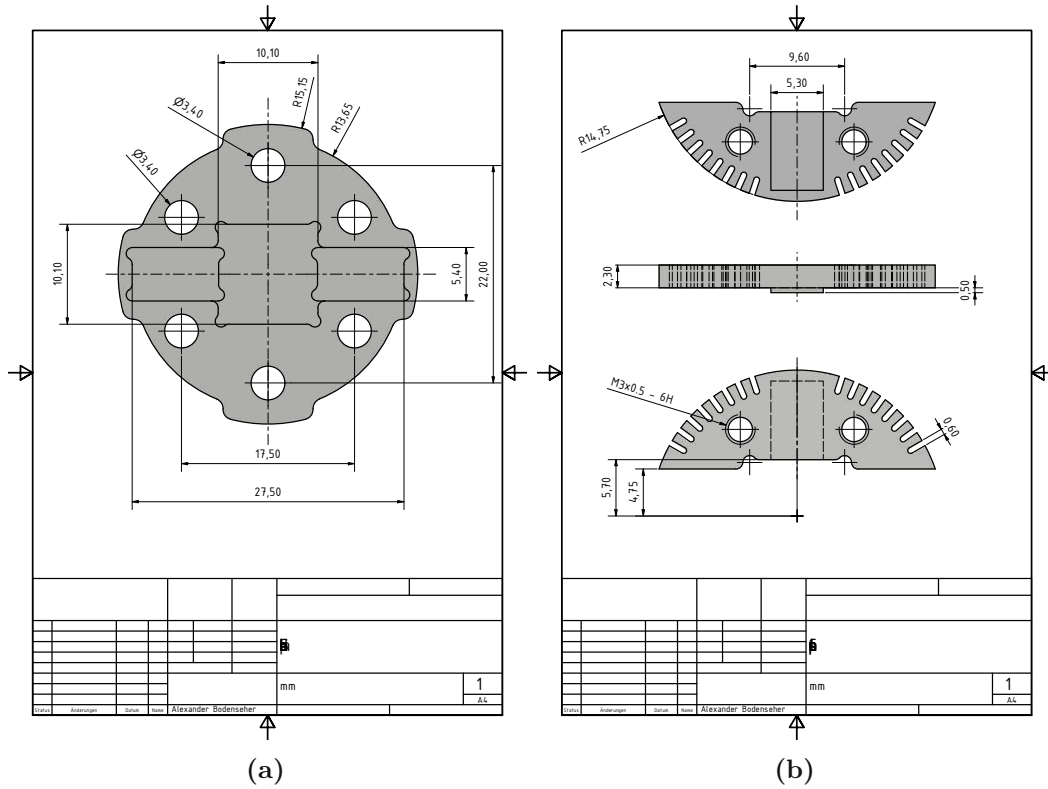 10,10
R15,15
R13,65
Ø3,40
Ø3,40
10,10
5,40
22,00
17,50
27,50
mm
1
A4
Status Änderungen Datum Name Alexander Bodenseher
(a)
9,60
5,30
R14,75
2,30
0,50
M3x0.5 - 6H
0,60
5,70
4,75
mm
1
A4
Status Änderungen Datum Name Alexander Bodenseher
(b)